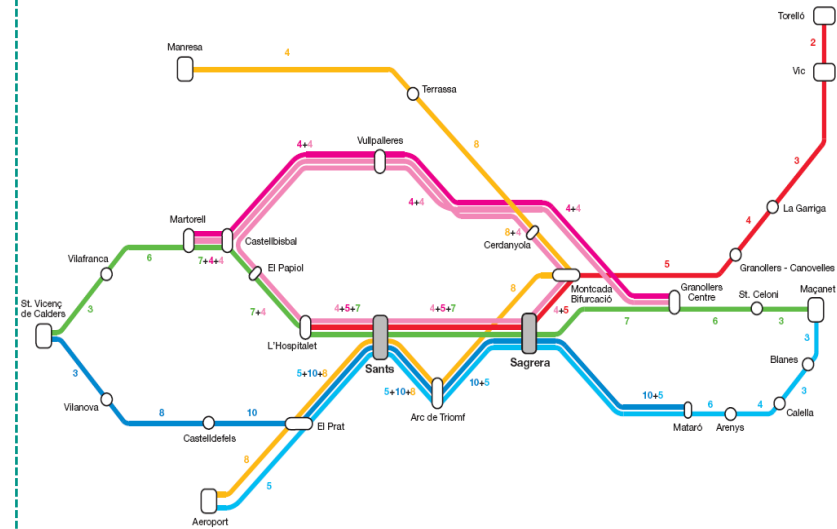 Torelló
2
Vic
Manresa
4
Terrassa
8
3
Vullpalleres
4+4
4+4
4+4
La Garriga
4
Martorell
Castellbisbal
8+4
Cerdanyola
Vilafranca
6
7+4+4
El Papiol
5
Granollers - Canovelles
8
Montcada
Bifurcació
Granollers
Centre
St. Celoni
Maçanet
3
St. Vicenç
de Calders
7+4
4+5+7
4+5+7
4+5
7
6
3
L'Hospitalet
Sants
Sagrera
3
Blanes
3
Vilanova
8
10
5+10+8
5+10+8
10+5
10+5
3
Castelldefels
El Prat
Arc de Triomf
Mataró
6
Arenys
4
Calella
8
5
Aeroport